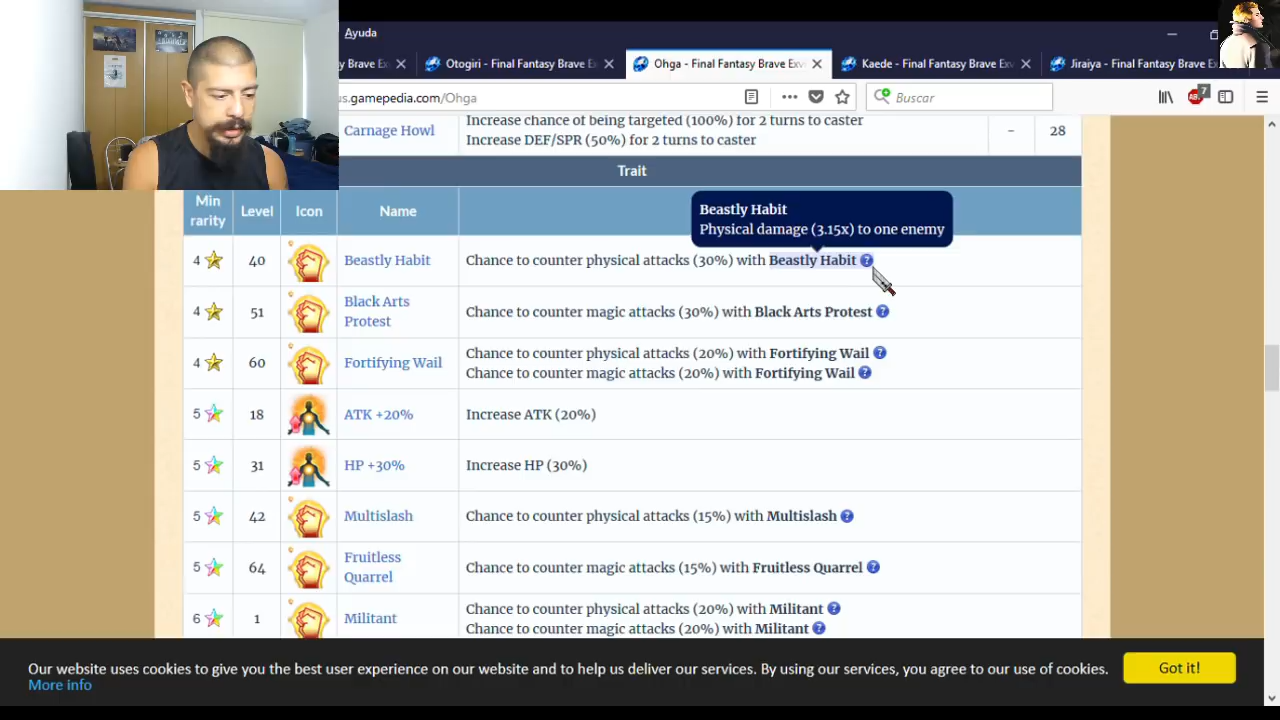 Ayuda
y Brave Ex
Otogiri - Final Fantasy Brave Ex
Ohga - Final Fantasy Brave Exv
Kaede - Final Fantasy Brave Exv
Jiraiya - Final Fantasy Brave Ex
us.gamepedia.com/Ohga
Buscar
7
Carnage Howl
Increase chance of being targeted (100%) for 2 turns to caster
Increase DEF/SPR (50%) for 2 turns to caster
-
28
Trait
Min rarity
Level
Icon
Name
Beastly Habit
Physical damage (3.15x) to one enemy
4 40 Beastly Habit Chance to counter physical attacks (30%) with Beastly Habit ?
4 51 Black Arts Protest Chance to counter magic attacks (30%) with Black Arts Protest ?
4 60 Fortifying Wail Chance to counter physical attacks (20%) with Fortifying Wail ?
Chance to counter magic attacks (20%) with Fortifying Wail ?
5 18 ATK +20% Increase ATK (20%)
5 31 HP +30% Increase HP (30%)
5 42 Multislash Chance to counter physical attacks (15%) with Multislash ?
5 64 Fruitless Quarrel Chance to counter magic attacks (15%) with Fruitless Quarrel ?
6 1 Militant Chance to counter physical attacks (20%) with Militant ?
Chance to counter magic attacks (20%) with Militant ?
Our website uses cookies to give you the best user experience on our website and to help us deliver our services. By using our services, you agree to our use of cookies.
More info
Got it!